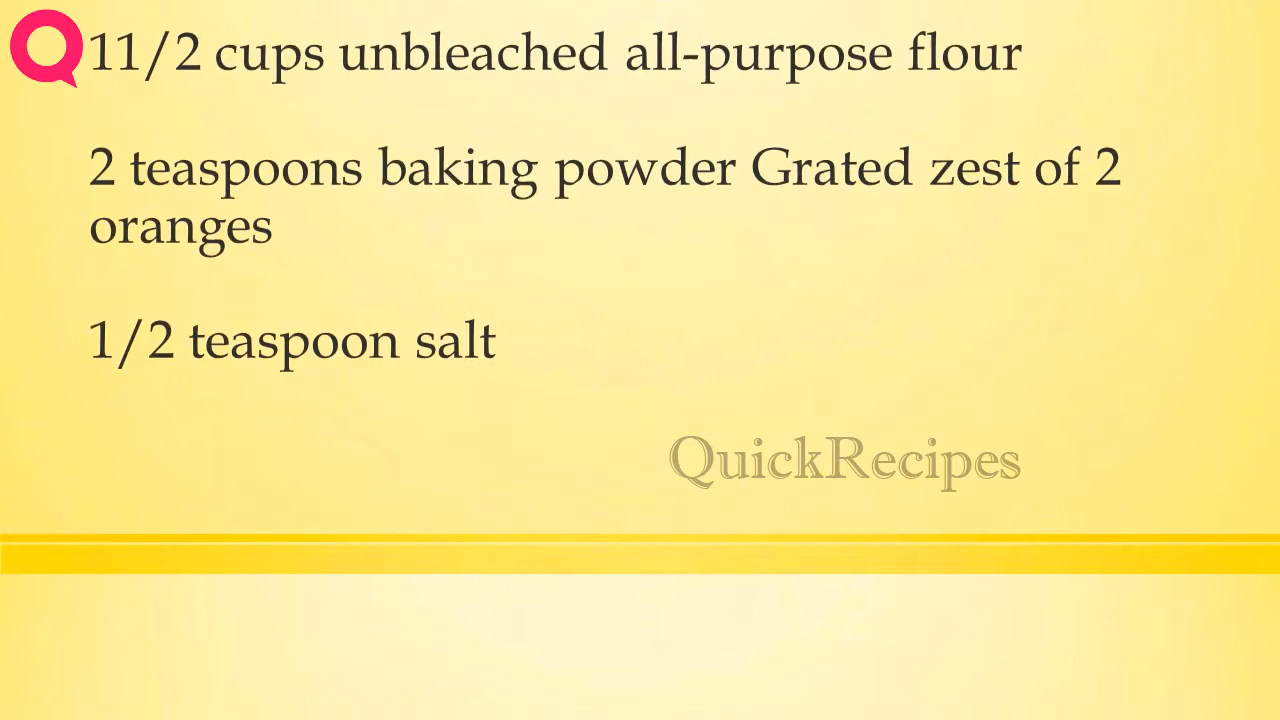 11/2 cups unbleached all-purpose flour
2 teaspoons baking powder Grated zest of 2
oranges
1/2 teaspoon salt
QuickRecipes